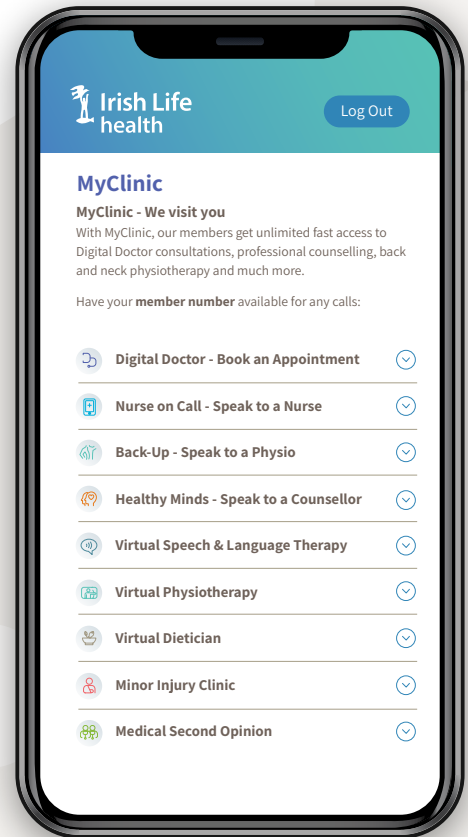 Irish Life
health
Log Out
MyClinic
MyClinic - We visit you
With MyClinic, our members get unlimited fast access to
Digital Doctor consultations, professional counselling, back
and neck physiotherapy and much more.
Have your member number available for any calls:
Digital Doctor - Book an Appointment
Nurse on Call - Speak to a Nurse
Back-Up - Speak to a Physio
Healthy Minds - Speak to a Counsellor
Virtual Speech & Language Therapy
Virtual Physiotherapy
Virtual Dietician
Minor Injury Clinic
Medical Second Opinion